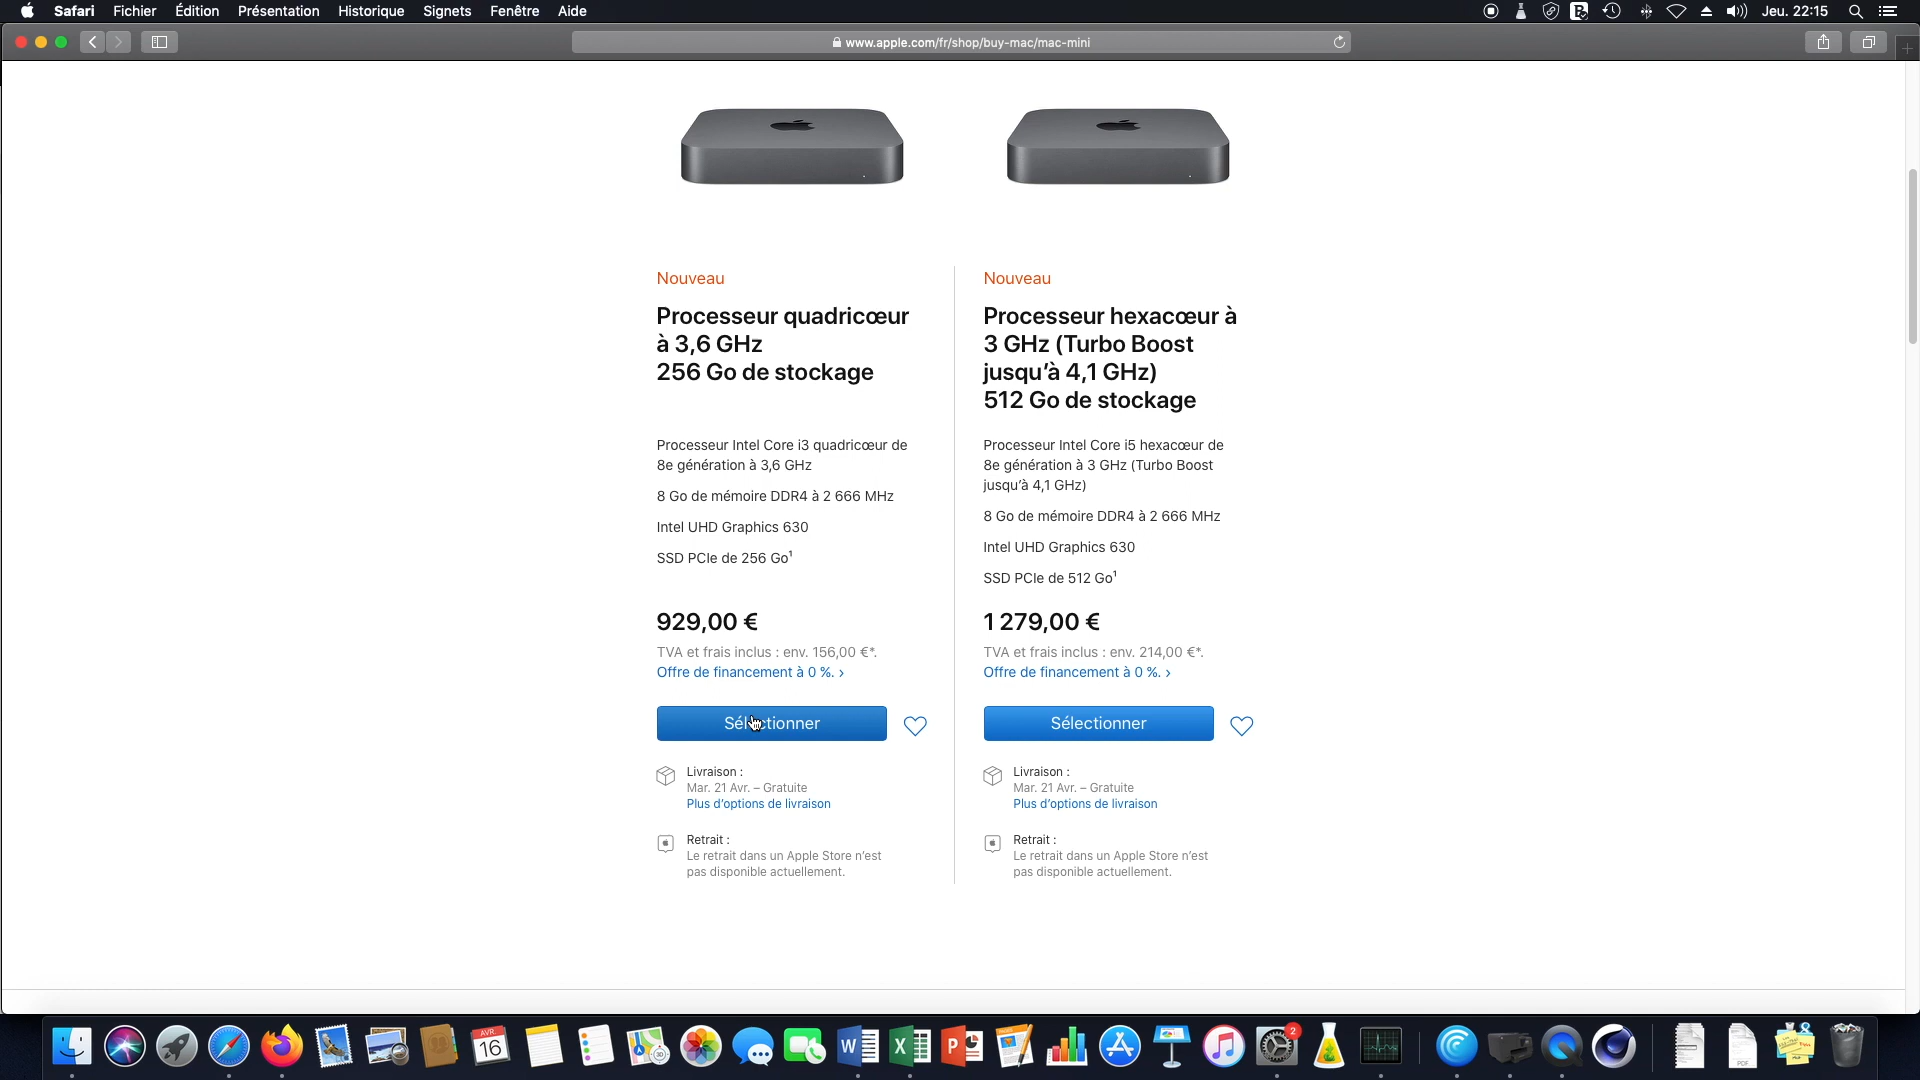 Safari Fichier Édition Présentation Historique Signets Fenêtre Aide
Jeu. 22:15
www.apple.com/fr/shop/buy-mac/mac-mini
Nouveau
Processeur quadricœur
à 3,6 GHz
256 Go de stockage
Processeur Intel Core i3 quadricœur de
8e génération à 3,6 GHz
8 Go de mémoire DDR4 à 2 666 MHz
Intel UHD Graphics 630
SSD PCIe de 256 Go¹
929,00 €
TVA et frais inclus : env. 156,00 €*.
Offre de financement à 0 %. ›
Sélectionner
Livraison :
Mar. 21 Avr. – Gratuite
Plus d'options de livraison
Retrait :
Le retrait dans un Apple Store n'est
pas disponible actuellement.
Nouveau
Processeur hexacœur à
3 GHz (Turbo Boost
jusqu'à 4,1 GHz)
512 Go de stockage
Processeur Intel Core i5 hexacœur de
8e génération à 3 GHz (Turbo Boost
jusqu'à 4,1 GHz)
8 Go de mémoire DDR4 à 2 666 MHz
Intel UHD Graphics 630
SSD PCIe de 512 Go¹
1 279,00 €
TVA et frais inclus : env. 214,00 €*.
Offre de financement à 0 %. ›
Sélectionner
Livraison :
Mar. 21 Avr. – Gratuite
Plus d'options de livraison
Retrait :
Le retrait dans un Apple Store n'est
pas disponible actuellement.
AVR.
16
W
X
P
2
PDF